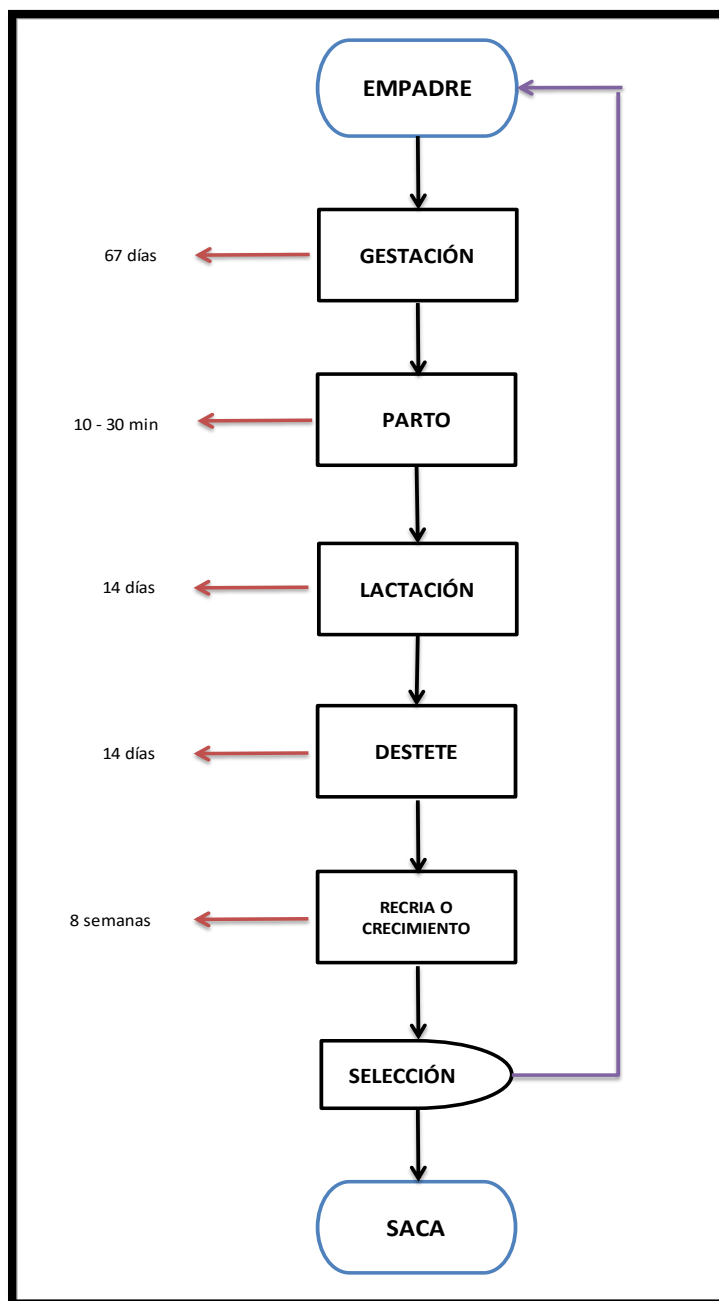 EMPADRE
67 días
GESTACIÓN
10 - 30 min
PARTO
14 días
LACTACIÓN
14 días
DESTETE
8 semanas
RECRIA O
CRECIMIENTO
SELECCIÓN
SACA